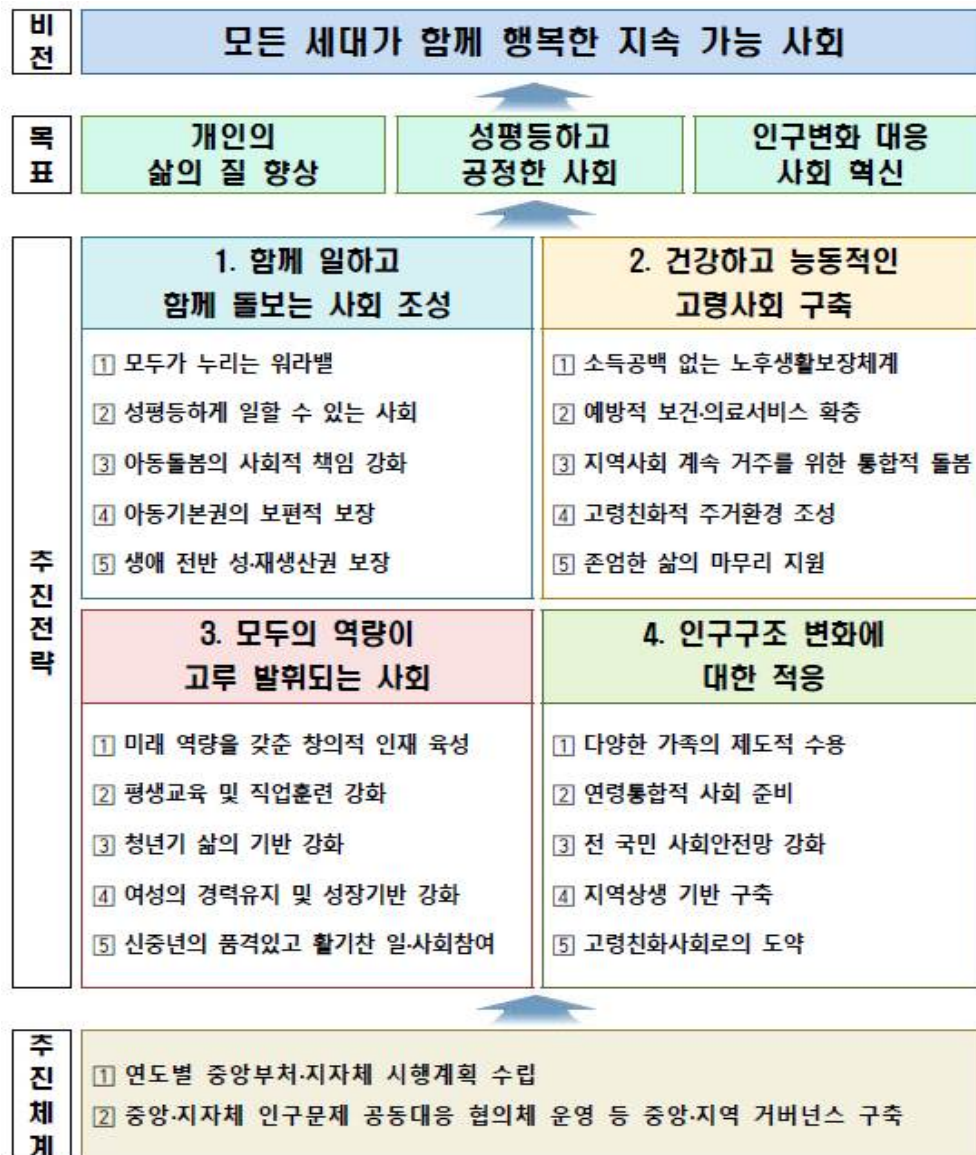 비전
모든 세대가 함께 행복한 지속 가능 사회
목표
개인의
삶의 질 향상
성평등하고
공정한 사회
인구변화 대응
사회 혁신
추진전략
1. 함께 일하고
함께 돌보는 사회 조성
1 모두가 누리는 워라밸
2 성평등하게 일할 수 있는 사회
3 아동돌봄의 사회적 책임 강화
4 아동기본권의 보편적 보장
5 생애 전반 성·재생산권 보장
2. 건강하고 능동적인
고령사회 구축
1 소득공백 없는 노후생활보장체계
2 예방적 보건·의료서비스 확충
3 지역사회 계속 거주를 위한 통합적 돌봄
4 고령친화적 주거환경 조성
5 존엄한 삶의 마무리 지원
3. 모두의 역량이
고루 발휘되는 사회
1 미래 역량을 갖춘 창의적 인재 육성
2 평생교육 및 직업훈련 강화
3 청년기 삶의 기반 강화
4 여성의 경력유지 및 성장기반 강화
5 신중년의 품격있고 활기찬 일·사회참여
4. 인구구조 변화에
대한 적응
1 다양한 가족의 제도적 수용
2 연령통합적 사회 준비
3 전 국민 사회안전망 강화
4 지역상생 기반 구축
5 고령친화사회로의 도약
추진체계
1 연도별 중앙부처·지자체 시행계획 수립
2 중앙·지자체 인구문제 공동대응 협의체 운영 등 중앙·지역 거버넌스 구축